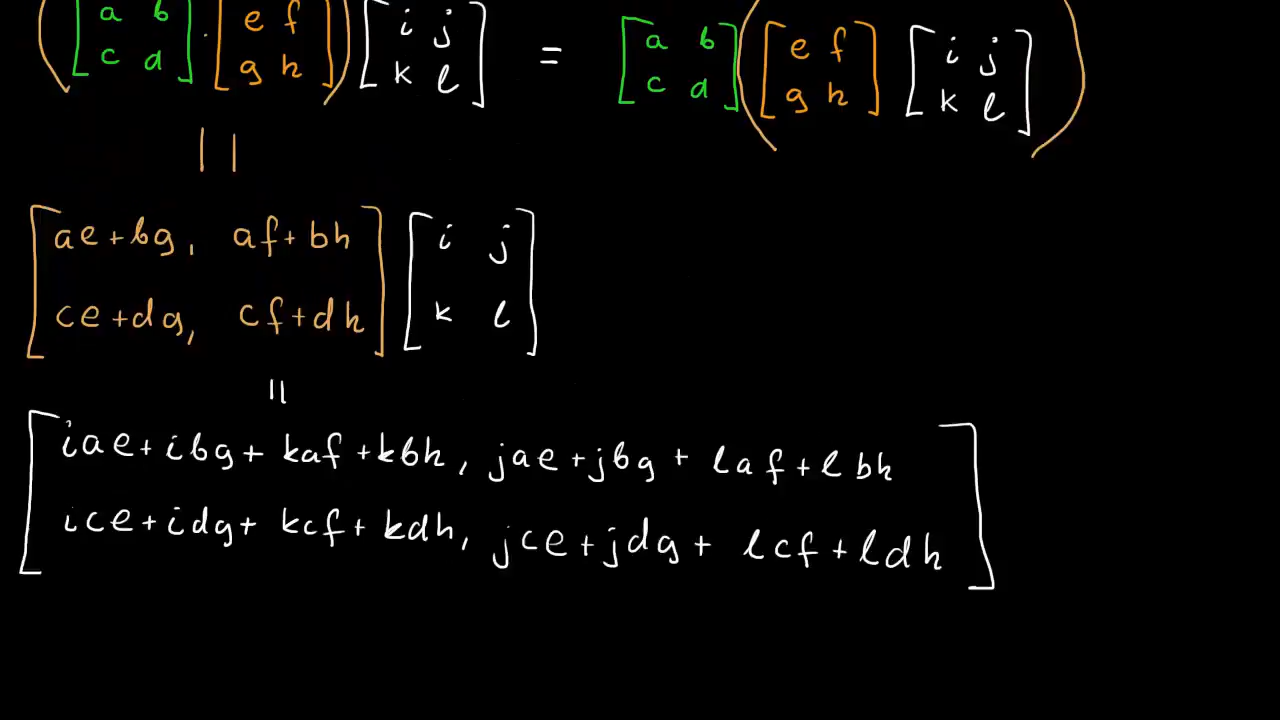 ([a b · [e f) [i j = [a b ([e f [i j)
c d] g h] k l] c d] g h] k l]
||
[ae+bg, af+bh] [i j]
[ce+dg, cf+dh] [k l]
||
[iae+ibg+kaf+kbh, jae+jbg+laf+lbh]
[ice+idg+kcf+kdh, jce+jdg+lcf+ldh]